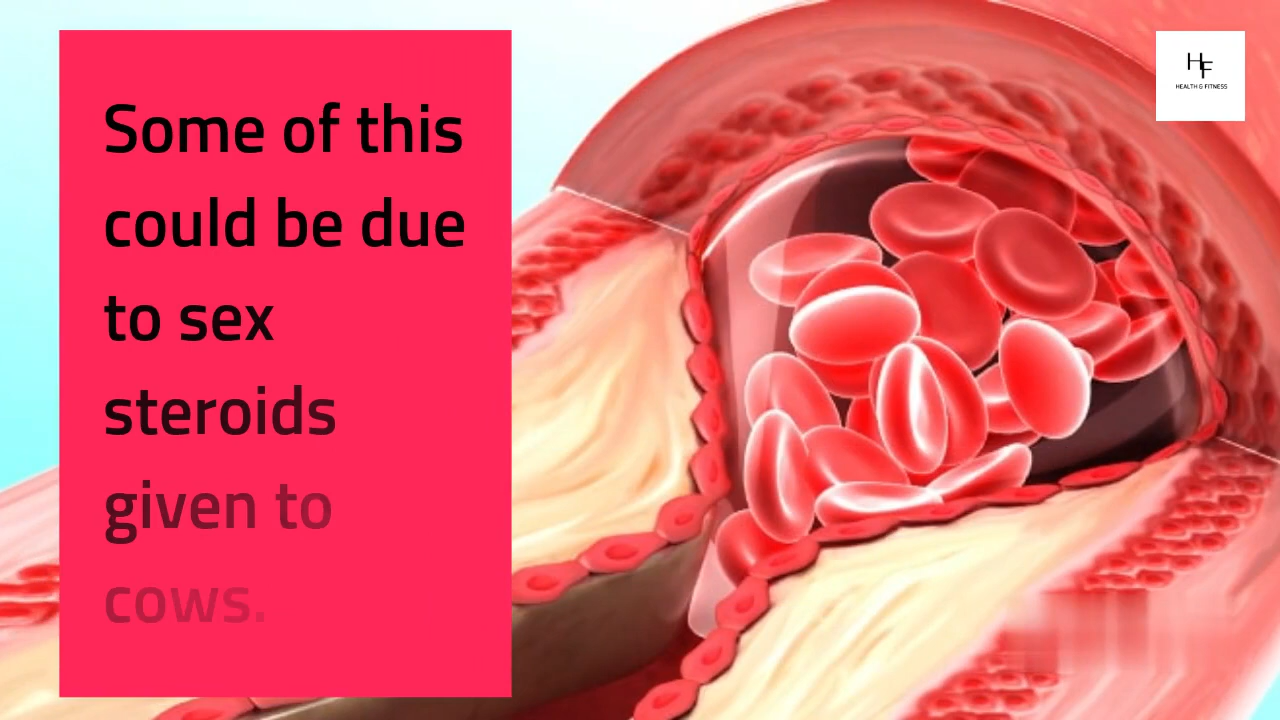 Some of this
could be due
to sex
steroids
given to
cows.
HF
HEALTH & FITNESS